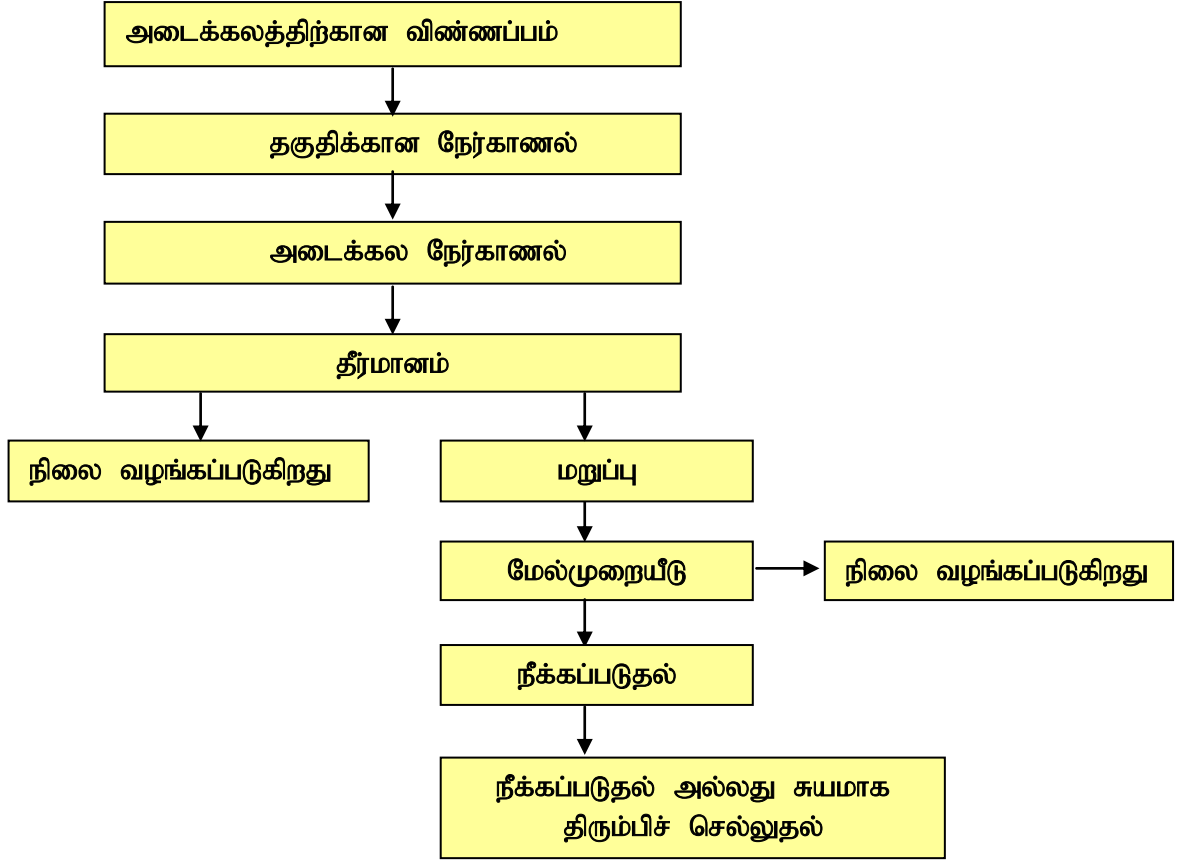 அடைக்கலத்திற்கான விண்ணப்பம்
தகுதிக்கான நேர்காணல்
அடைக்கல நேர்காணல்
தீர்மானம்
நிலை வழங்கப்படுகிறது
மறுப்பு
மேல்முறையீடு
நிலை வழங்கப்படுகிறது
நீக்கப்படுதல்
நீக்கப்படுதல் அல்லது சுயமாக
திரும்பிச் செல்லுதல்